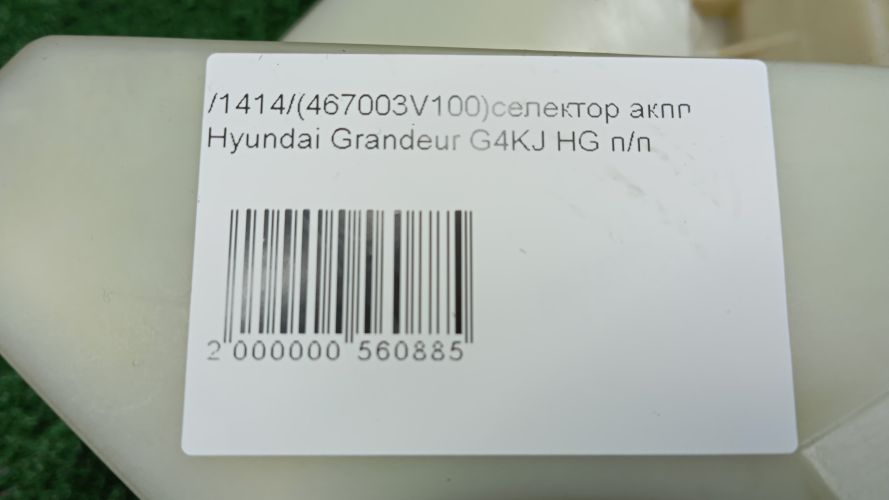 /1414/(467003V100)селектор акпп
Hyundai Grandeur G4KJ HG п/п
2 000000 560885